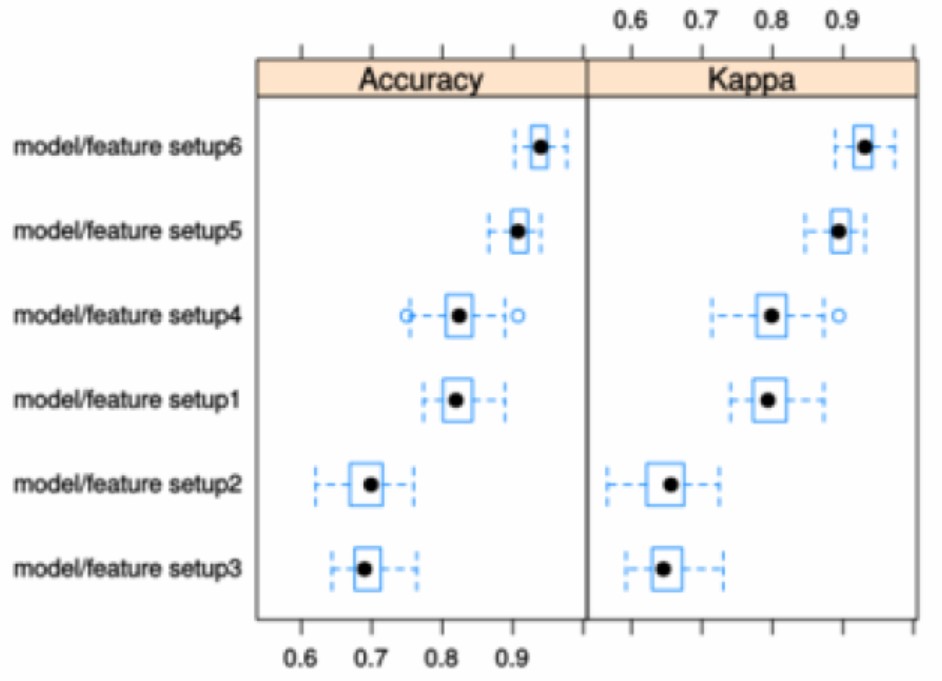 0.6 0.7 0.8 0.9
Accuracy Kappa
model/feature setup6
model/feature setup5
model/feature setup4
model/feature setup1
model/feature setup2
model/feature setup3
0.6 0.7 0.8 0.9